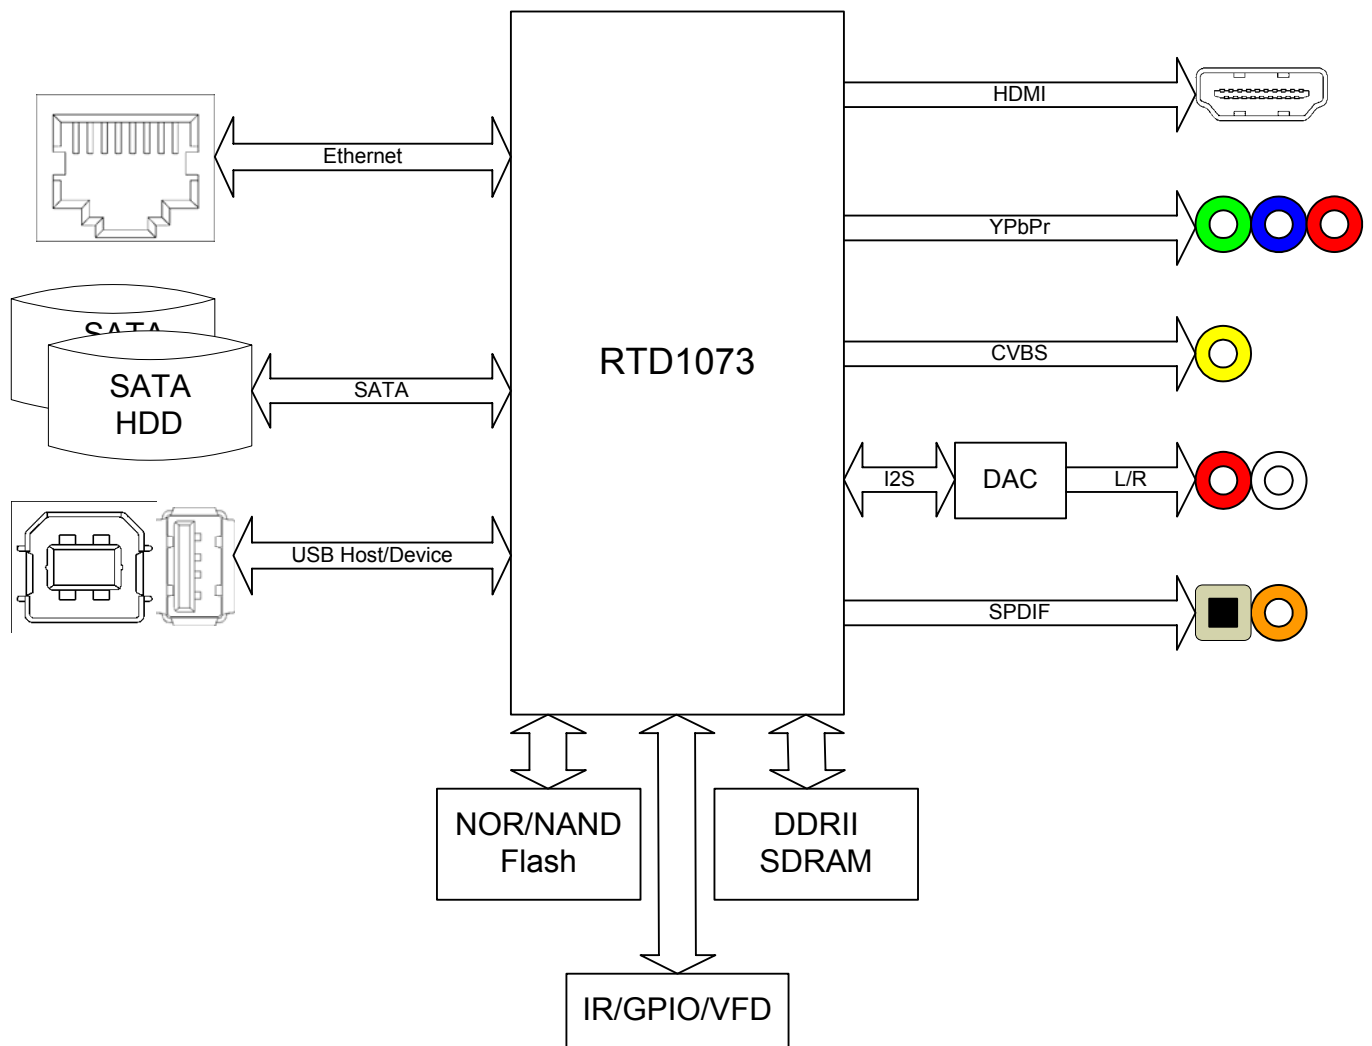 HDMI
Ethernet
YPbPr
SATA
RTD1073
CVBS
SATA
HDD
SATA
I2S
DAC
L/R
USB Host/Device
SPDIF
NOR/NAND
Flash
DDRII
SDRAM
IR/GPIO/VFD